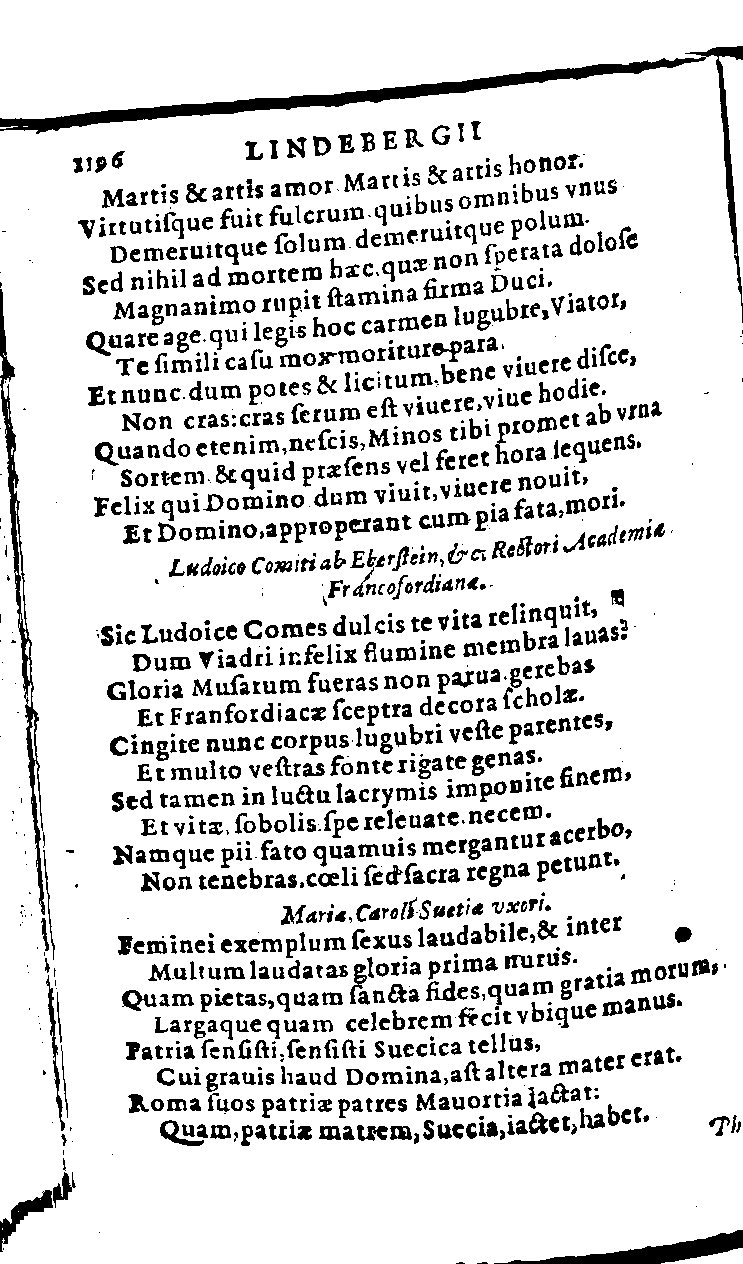 1196 LINDEBERGII
Martis & artis amor. Martis & artis honor.
Virtutiſque fuit fulcrum. quibus omnibus vnus
Demeruitque ſolum. demeruitque polum.
Sed nihil ad mortem hæc. quæ non ſperata doloſe
Magnanimo rupit ſtamina firma Duci.
Quare age. qui legis hoc carmen lugubre, Viator,
Te ſimili caſu mox moriture para.
Et nunc. dum potes & licitum, bene viuere diſce,
Non cras: cras ſerum eſt viuere, viue hodie.
Quando etenim, neſcis, Minos tibi promet ab vrna
Sortem. & quid præſens vel feret hora ſequens.
Felix qui Domino dum viuit, viuere nouit,
Et Domino, approperant cum pia fata, mori.
Ludoico Comiti ab Eberſtein, &c. Rectori Academiæ
Francofordianæ.
Sic Ludoice Comes dulcis te vita relinquit,
Dum Viadri infelix flumine membra lauas?
Gloria Muſarum fueras non parua. gerebas
Et Franfordiacæ ſceptra decora ſcholæ.
Cingite nunc corpus lugubri veſte parentes,
Et multo veſtras fonte rigate genas.
Sed tamen in luctu lacrymis imponite finem,
Et vitæ, ſobolis. ſpe releuate. necem.
Namque pii fato quamuis mergantur acerbo,
Non tenebras. cœli ſed ſacra regna petunt.
Mariæ, Caroli Suetiæ vxori.
Feminei exemplum ſexus laudabile, & inter
Multum laudatas gloria prima nurus.
Quam pietas, quam ſancta fides, quam gratia morum,
Largaque quam celebrem fecit vbique manus.
Patria ſenſiſti, ſenſiſti Suecica tellus,
Cui grauis haud Domina, aſt altera mater erat.
Roma ſuos patriæ patres Mauortia iactat:
Quam, patriæ matrem, Suecia, iactet, habet.
Th